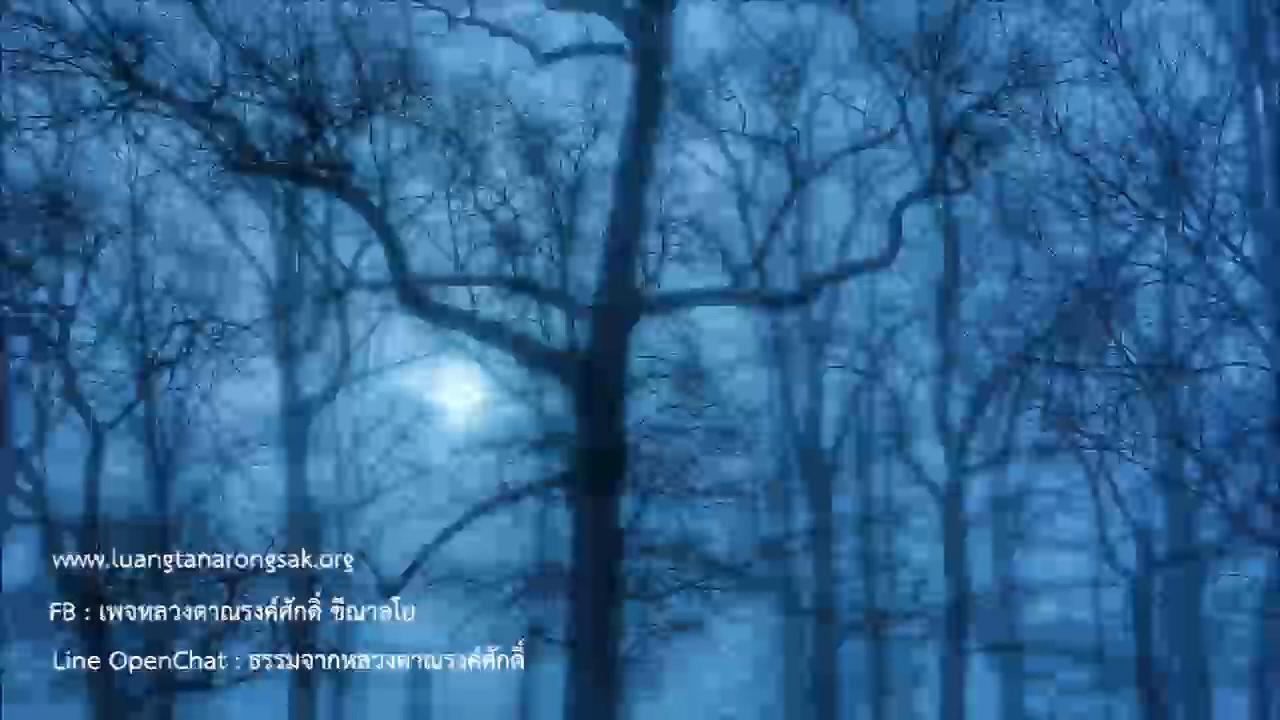 www.luangtanarongsak.org
FB : เพจหลวงตาณรงค์ศักดิ์ ขีณาลโย
Line OpenChat : ธรรมจากหลวงตาณรงค์ศักดิ์